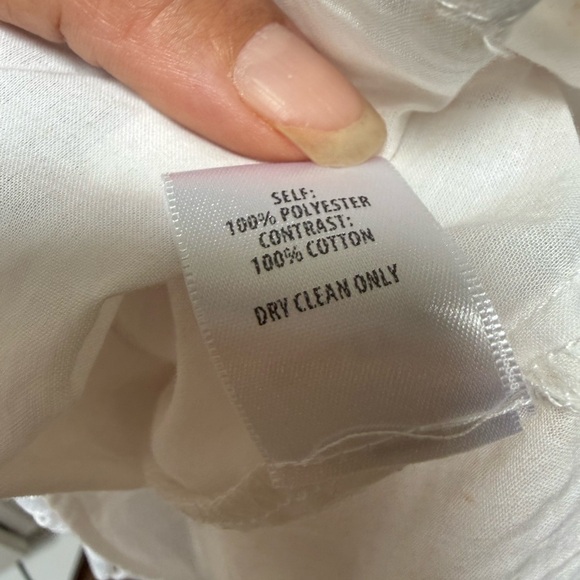 SELF:
100% POLYESTER
CONTRAST:
100% COTTON
DRY CLEAN ONLY